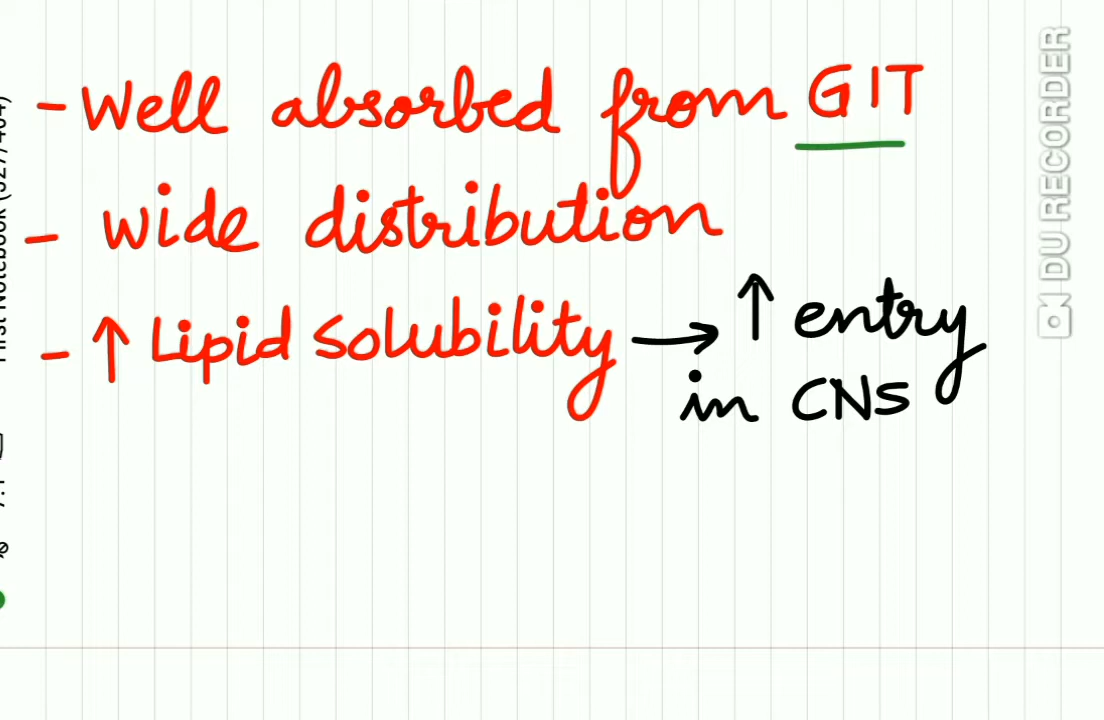 - Well absorbed from GIT
- wide distribution
- ↑ Lipid solubility → ↑ entry
in CNS
DU RECORDER